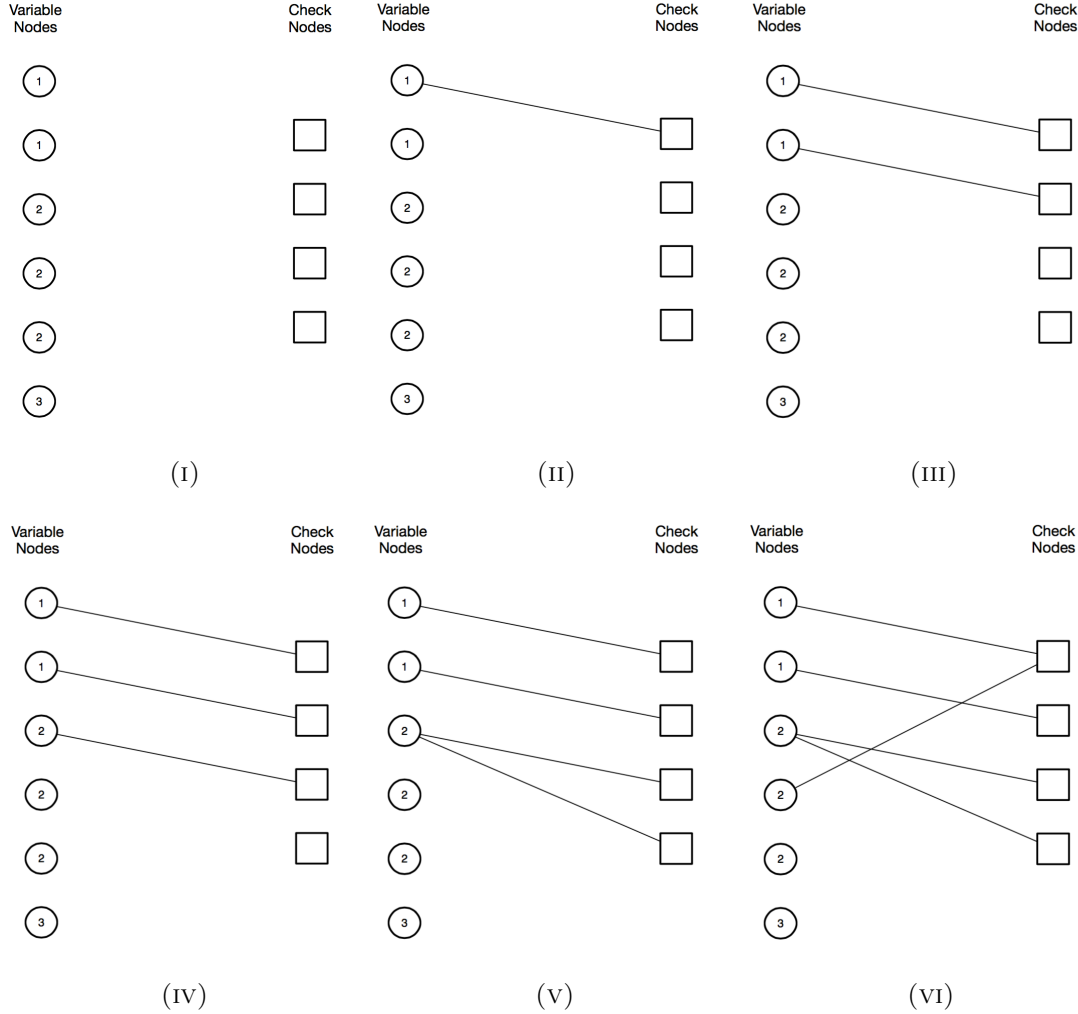 Variable Nodes
Check Nodes
1
1
2
2
2
3
(I)
Variable Nodes
Check Nodes
1
1
2
2
2
3
(II)
Variable Nodes
Check Nodes
1
1
2
2
2
3
(III)
Variable Nodes
Check Nodes
1
1
2
2
2
3
(IV)
Variable Nodes
Check Nodes
1
1
2
2
2
3
(V)
Variable Nodes
Check Nodes
1
1
2
2
2
3
(VI)